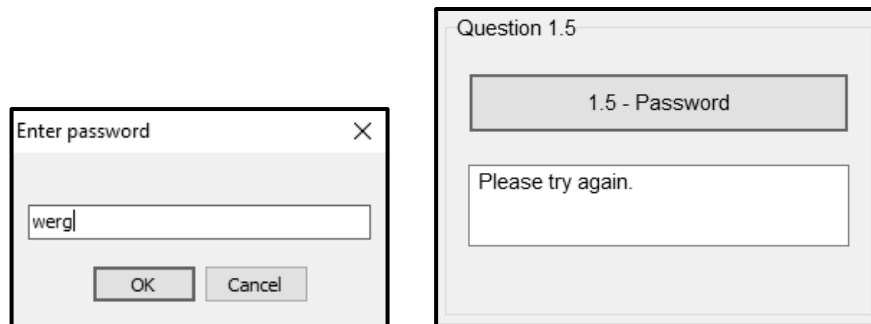 Enter password
werg
OK
Cancel
Question 1.5
1.5 - Password
Please try again.